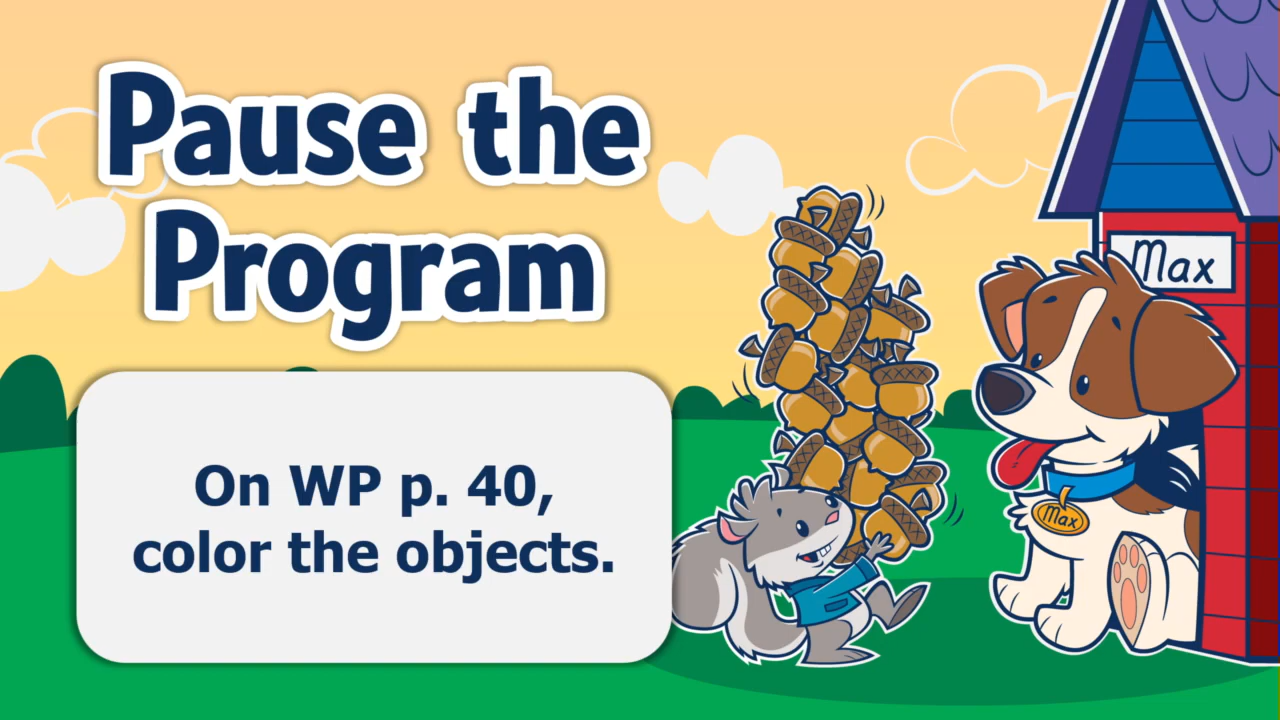 Pause the
Program
On WP p. 40,
color the objects.
Max
Max